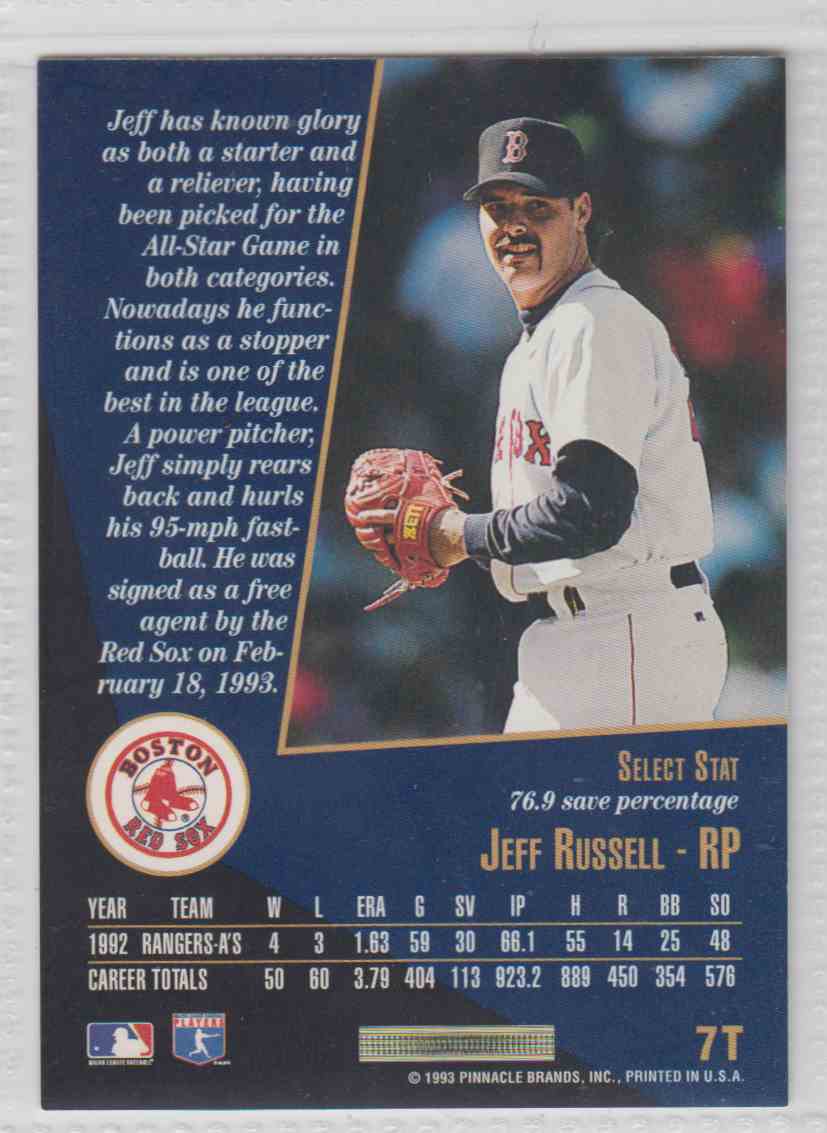 Jeff has known glory
as both a starter and
a reliever, having
been picked for the
All-Star Game in
both categories.
Nowadays he func-
tions as a stopper
and is one of the
best in the league.
A power pitcher,
Jeff simply rears
back and hurls
his 95-mph fast-
ball. He was
signed as a free
agent by the
Red Sox on Feb-
ruary 18, 1993.
B
ZETT
BOSTON
RED SOX
®
SELECT STAT
76.9 save percentage
JEFF RUSSELL - RP
YEAR TEAM W L ERA G SV IP H R BB SO
1992 RANGERS-A'S 4 3 1.63 59 30 66.1 55 14 25 48
CAREER TOTALS 50 60 3.79 404 113 923.2 889 450 354 576
MAJOR LEAGUE BASEBALL
PLAYERS
7T
© 1993 PINNACLE BRANDS, INC., PRINTED IN U.S.A.